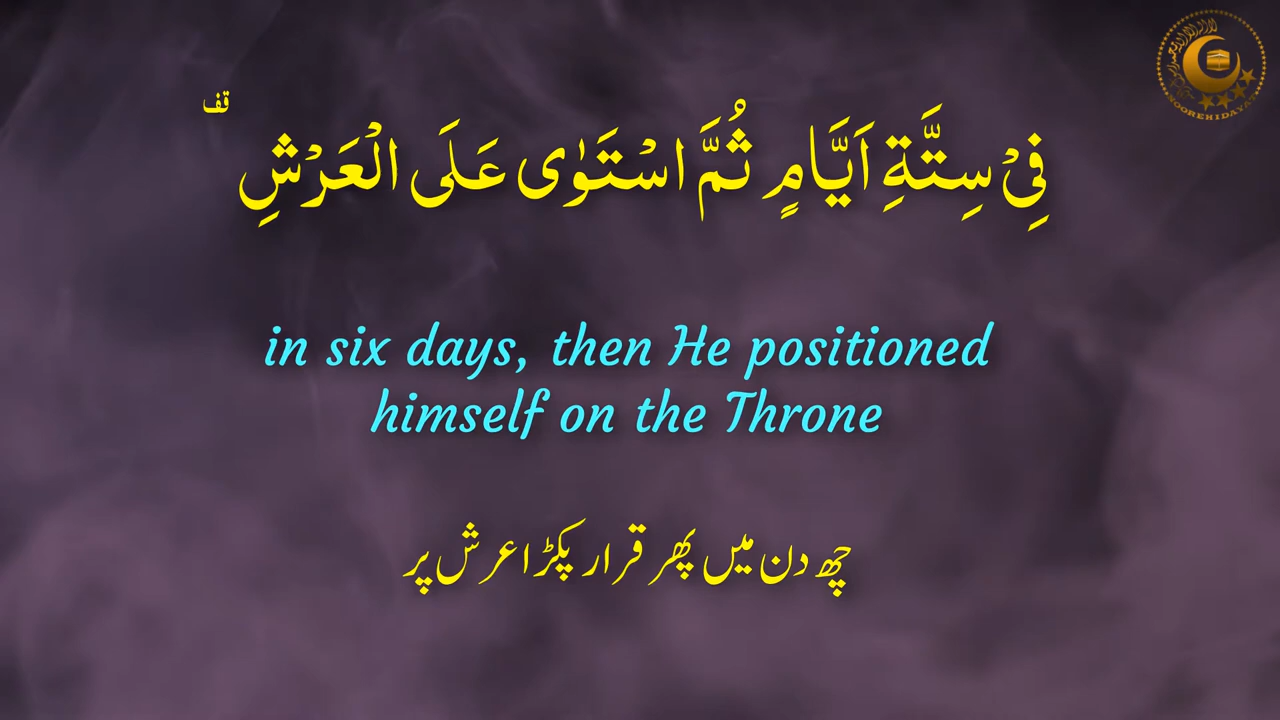 فِیْ سِتَّةِ اَیَّامٍ ثُمَّ اسْتَوٰی عَلَی الْعَرْشِ ۫ قف
in six days, then He positioned
himself on the Throne
چھ دن میں پھر قرار پکڑا عرش پر
NOOREHIDAYAT